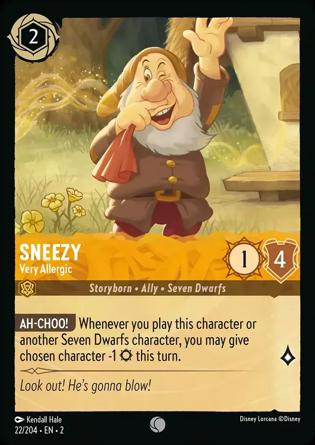 2
SNEEZY
Very Allergic
1 4
Storyborn • Ally • Seven Dwarfs
AH-CHOO! Whenever you play this character or
another Seven Dwarfs character, you may give
chosen character -1 this turn.
Look out! He's gonna blow!
Kendall Hale
22/204 • EN • 2
Disney Lorcana ©Disney